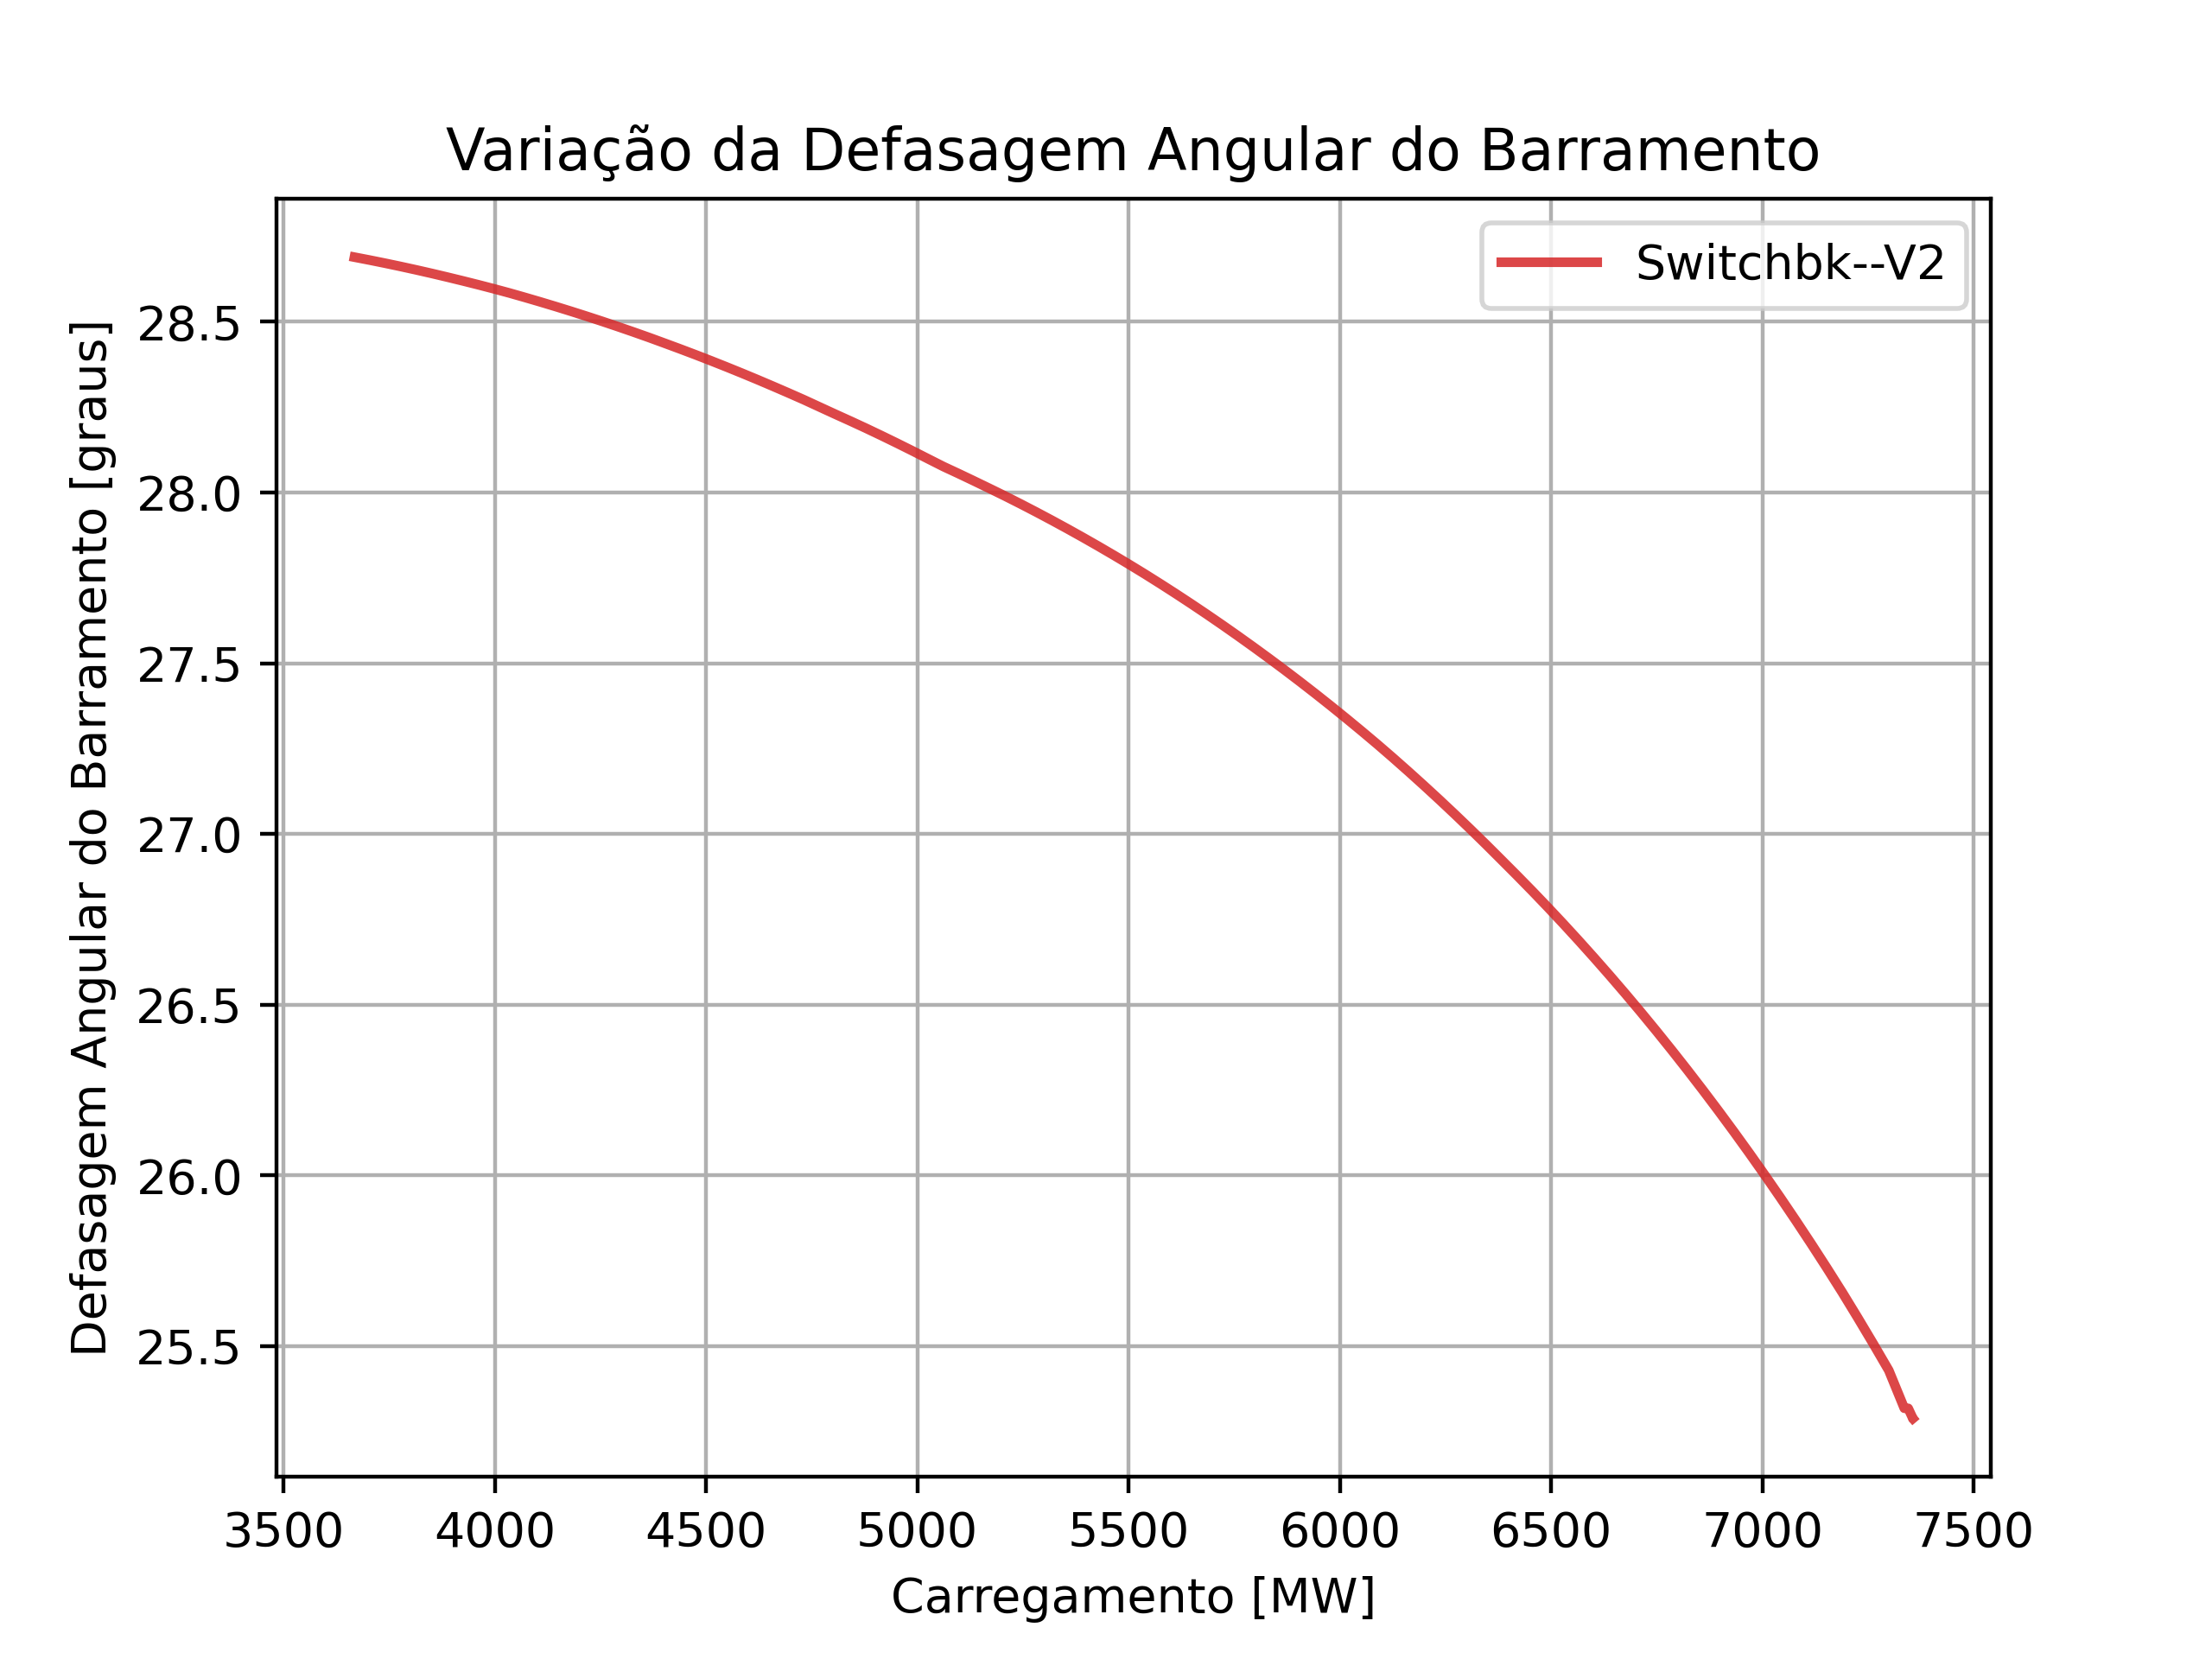 Variação da Defasagem Angular do Barramento
Switchbk--V2
Defasagem Angular do Barramento [graus]
28.5
28.0
27.5
27.0
26.5
26.0
25.5
3500 4000 4500 5000 5500 6000 6500 7000 7500
Carregamento [MW]